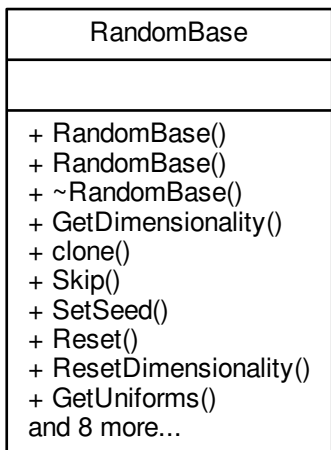 RandomBase
+ RandomBase()
+ RandomBase()
+ ~RandomBase()
+ GetDimensionality()
+ clone()
+ Skip()
+ SetSeed()
+ Reset()
+ ResetDimensionality()
+ GetUniforms()
and 8 more...